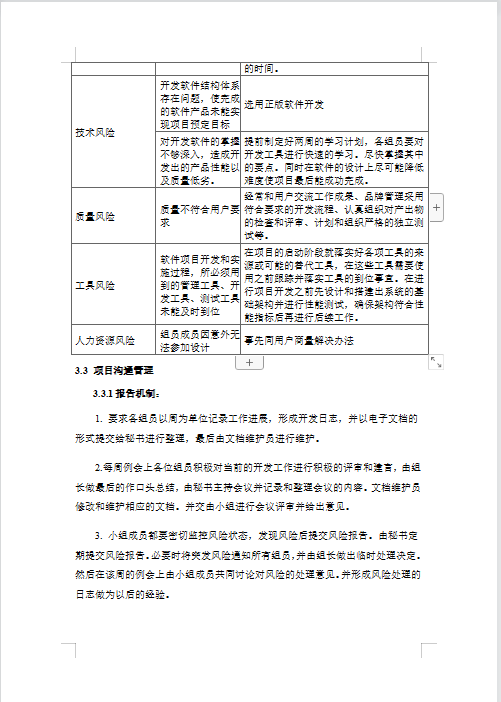 的时间。
技术风险
开发软件结构体系
存在问题，使完成
的软件产品未能实
现项目预定目标
选用正版软件开发
对开发软件的掌握
不够深入，造成开
发出的产品性能以
及质量低劣。
提前制定好两周的学习计划，各组员要对
开发工具进行快速的学习。尽快掌握其中
的要点。同时在软件的设计上尽可能降低
难度使项目最后能成功完成。
质量风险
质量不符合用户要
求
经常和用户交流工作成果、品牌管理采用
符合要求的开发流程、认真组织对产出物
的检查和评审、计划和组织严格的独立测
试等。
工具风险
软件项目开发和实
施过程，所必须用
到的管理工具、开
发工具、测试工具
未能及时到位
在项目的启动阶段就落实好各项工具的来
源或可能的替代工具，在这些工具需要使
用之前跟踪并落实工具的到位事宜。在进
行项目开发之前先设计和搭建出系统的基
础架构并进行性能测试，确保架构符合性
能指标后再进行后续工作。
人力资源风险
组员成员因意外无
法参加设计
事先同用户商量解决办法
3.3 项目沟通管理
3.3.1 报告机制：
1. 要求各组员以周为单位记录工作进展，形成开发日志，并以电子文档的
形式提交给秘书进行整理，最后由文档维护员进行维护。
2.每周例会上各位组员积极对当前的开发工作进行积极的评审和建言，由组
长做最后的作口头总结，由秘书主持会议并记录和整理会议的内容。文档维护员
修改和维护相应的文档。并交由小组进行会议评审并给出意见。
3. 小组成员都要密切监控风险状态，发现风险后提交风险报告。由秘书定
期提交风险报告。必要时将突发风险通知所有组员，并由组长做出临时处理决定。
然后在该周的例会上由小组成员共同讨论对风险的处理意见。并形成风险处理的
日志做为以后的经验。